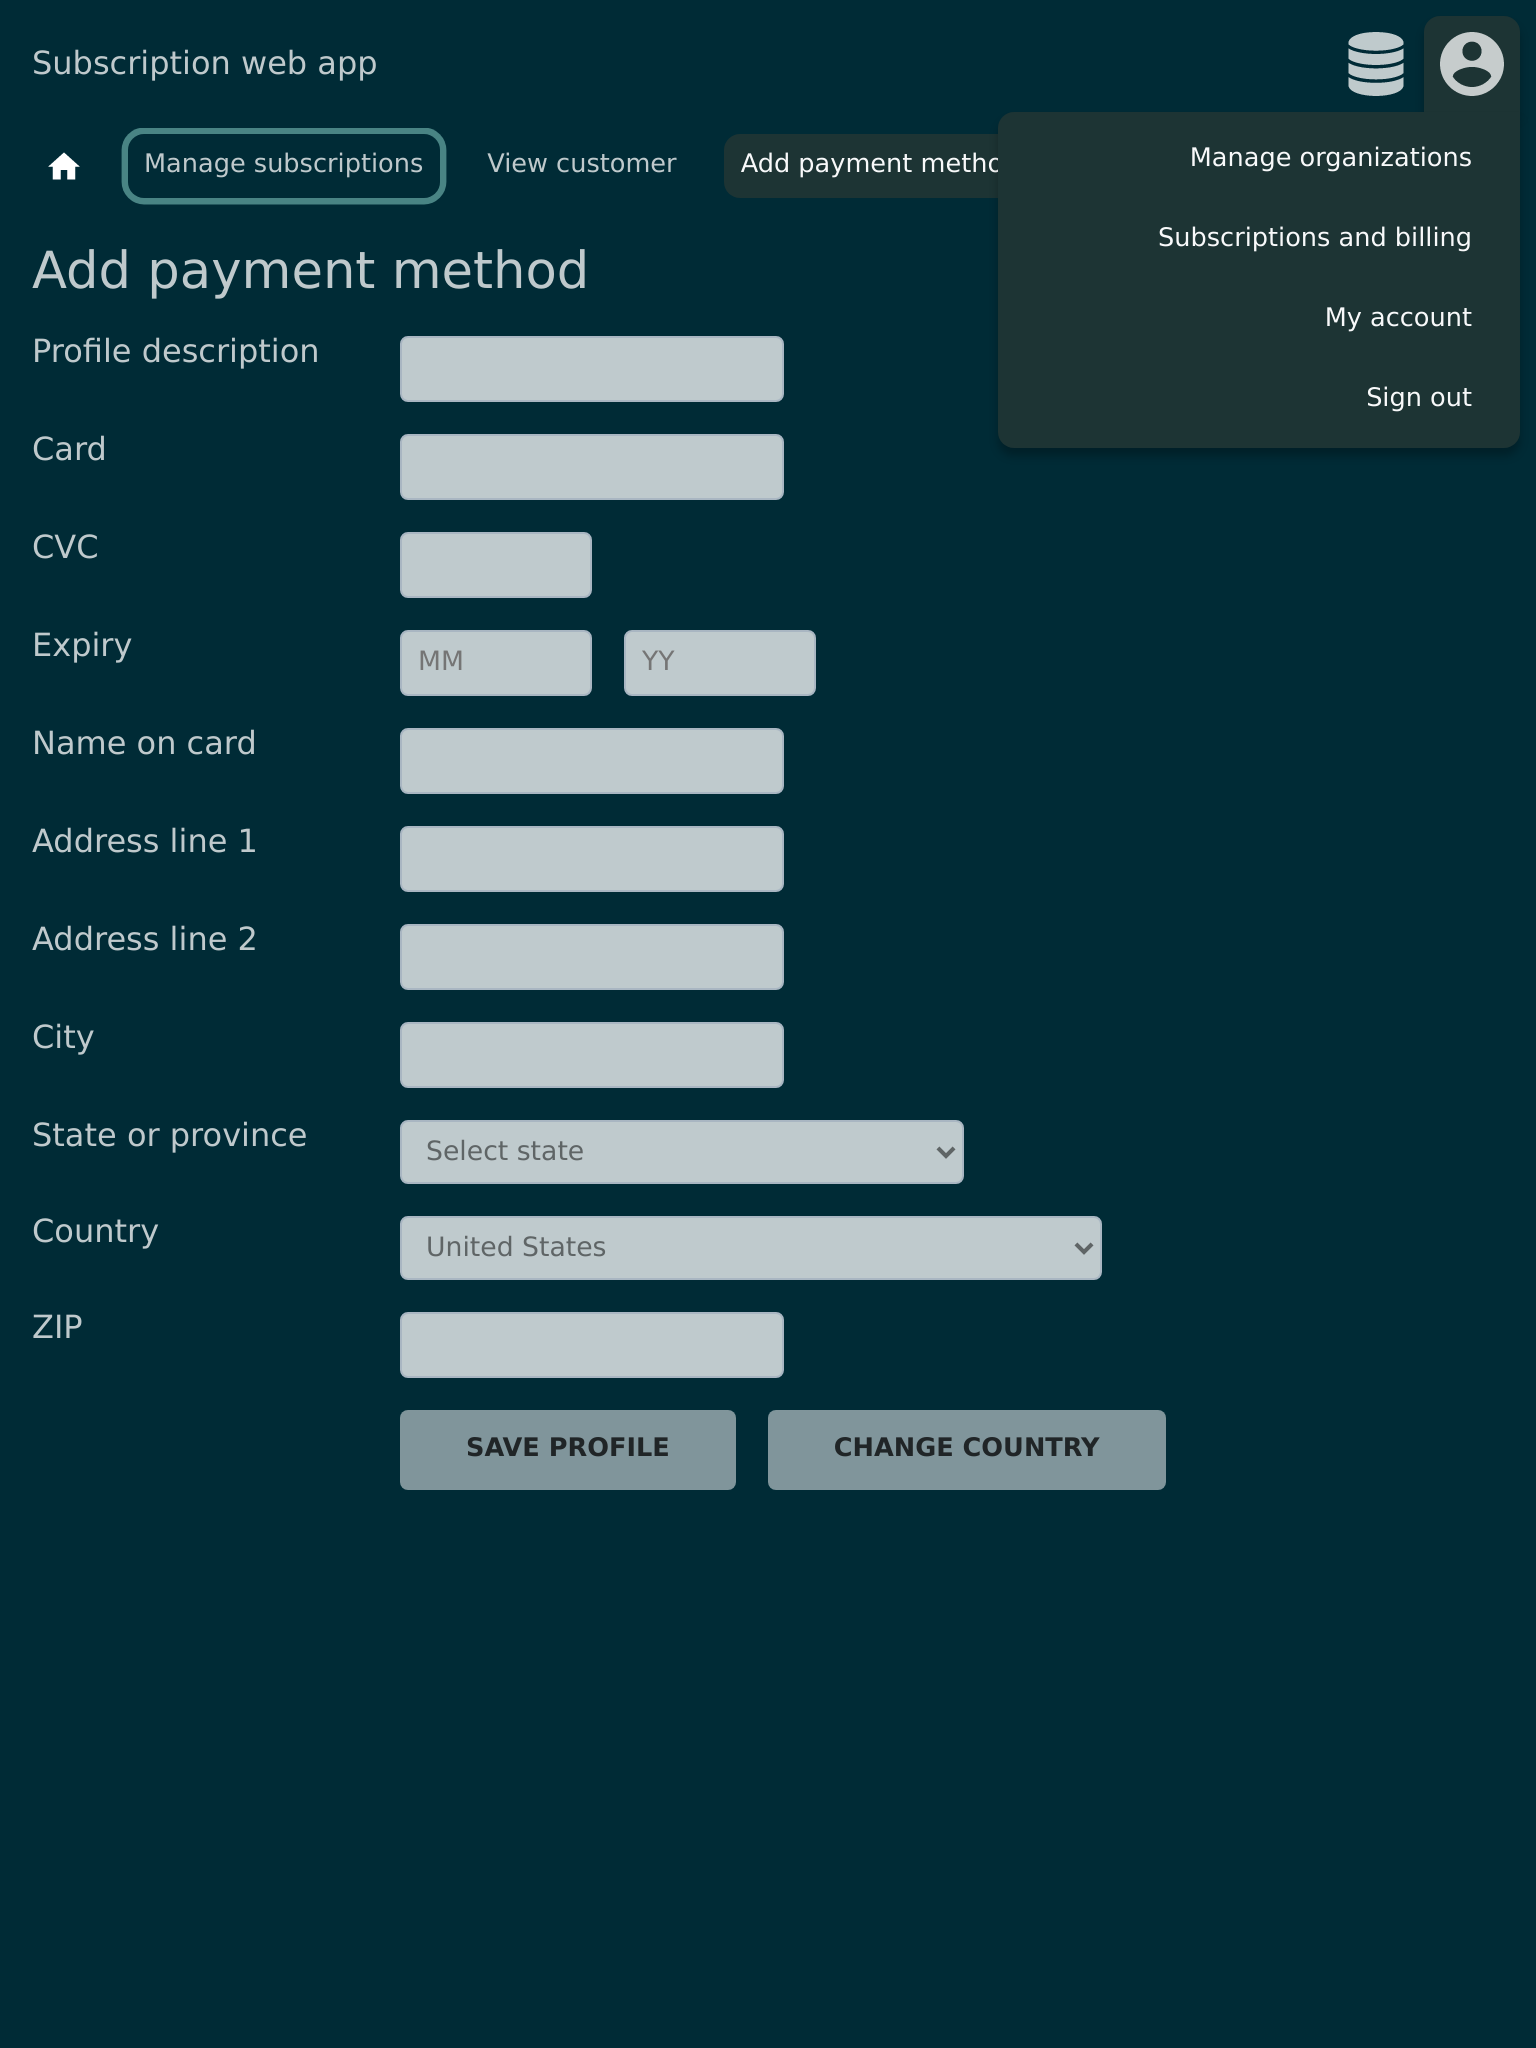 Subscription web app
Manage subscriptions
View customer
Add payment metho
Manage organizations
Subscriptions and billing
My account
Sign out
Add payment method
Profile description
Card
CVC
Expiry
MM
YY
Name on card
Address line 1
Address line 2
City
State or province
Select state
Country
United States
ZIP
SAVE PROFILE
CHANGE COUNTRY